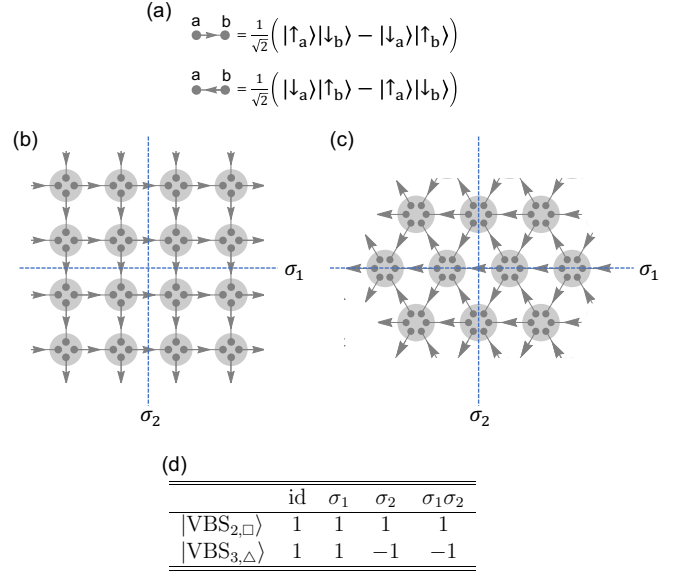 (a)
a b = 1/√2 ( |↑a⟩|↓b⟩ − |↓a⟩|↑b⟩ )
a b = 1/√2 ( |↓a⟩|↑b⟩ − |↑a⟩|↓b⟩ )
(b) (c)
σ1 σ1
σ2 σ2
(d)
id σ1 σ2 σ1σ2
|VBS2,□⟩ 1 1 1 1
|VBS3,△⟩ 1 1 −1 −1